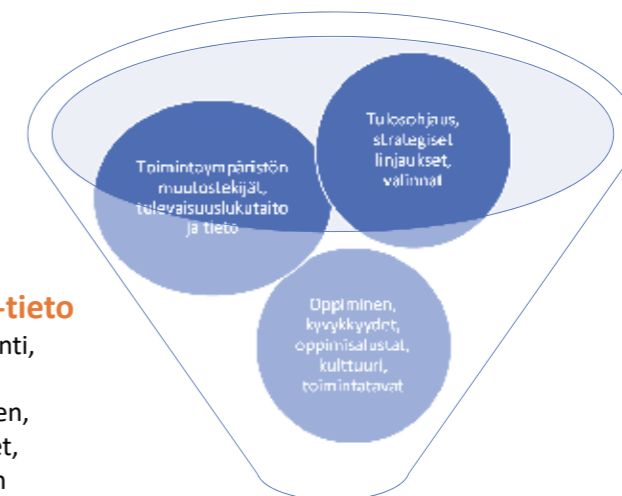 Tulosohjaus,
strategiset
linjaukset,
valinnat
Toimintaympäristön
muutostekijät,
tulevaisuuslukutaito
ja tieto
Oppiminen,
kyvykkyydet,
oppimisalustat,
kulttuuri,
toimintatavat
-tieto
nti,
en,
et,
n